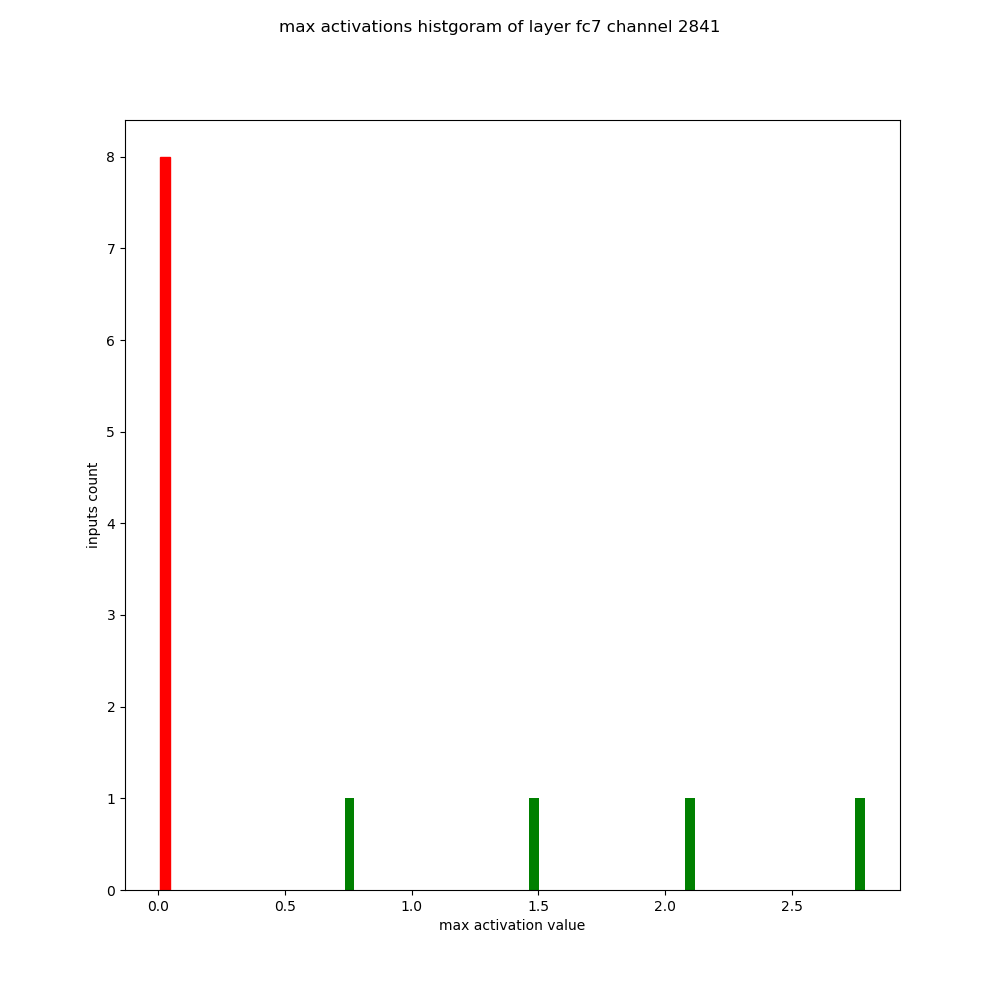 max activations histgoram of layer fc7 channel 2841
8
7
6
5
4
3
2
1
0
inputs count
0.0 0.5 1.0 1.5 2.0 2.5
max activation value